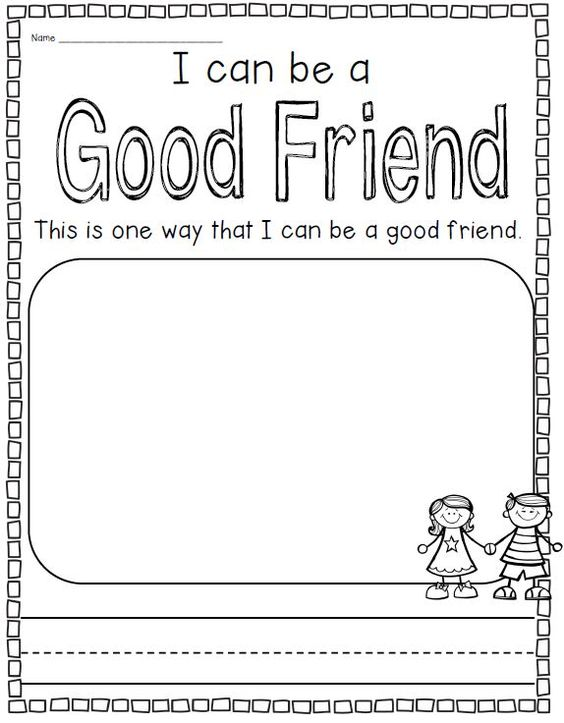 Name
I can be a
Good Friend
This is one way that I can be a good friend.